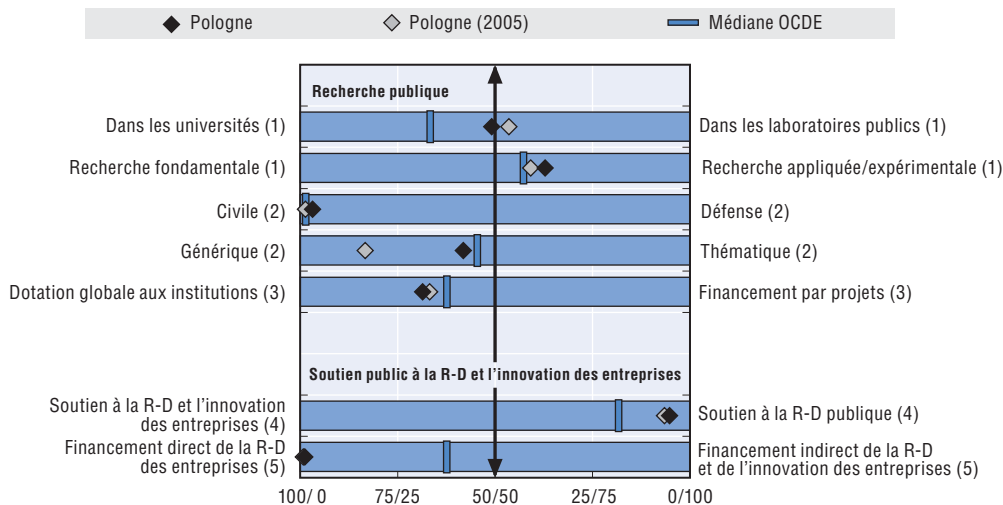 Pologne
Pologne (2005)
Médiane OCDE
Recherche publique
Dans les universités (1)
Dans les laboratoires publics (1)
Recherche fondamentale (1)
Recherche appliquée/expérimentale (1)
Civile (2)
Défense (2)
Générique (2)
Thématique (2)
Dotation globale aux institutions (3)
Financement par projets (3)
Soutien public à la R-D et l'innovation des entreprises
Soutien à la R-D et l'innovation
des entreprises (4)
Soutien à la R-D publique (4)
Financement direct de la R-D
des entreprises (5)
Financement indirect de la R-D
et de l'innovation des entreprises (5)
100/ 0
75/25
50/50
25/75
0/100